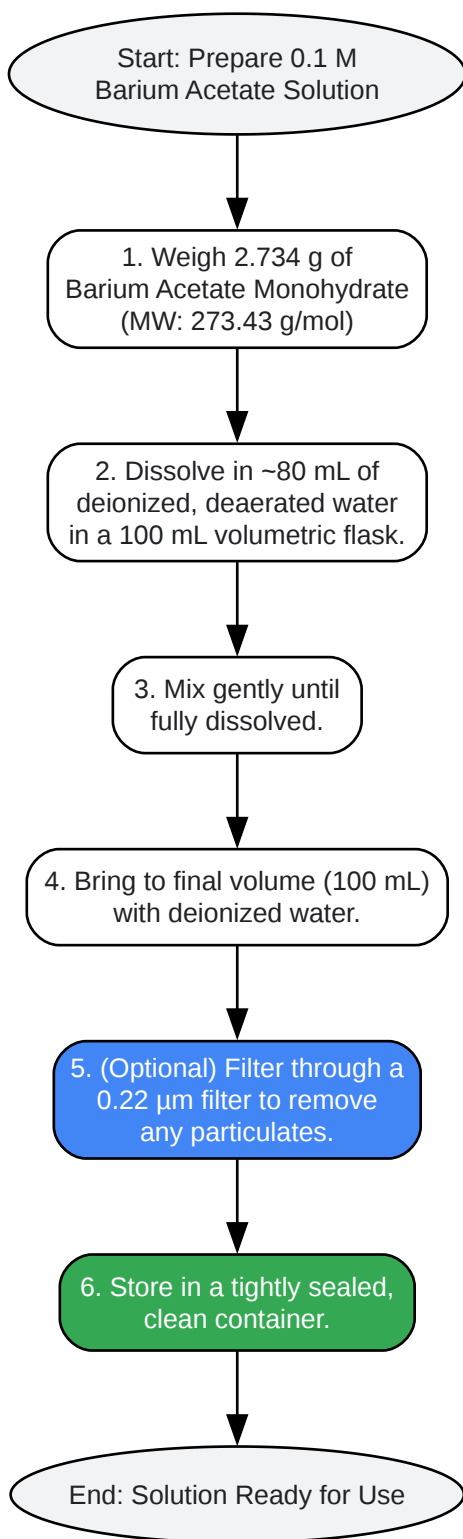 Start: Prepare 0.1 M
Barium Acetate Solution
1. Weigh 2.734 g of
Barium Acetate Monohydrate
(MW: 273.43 g/mol)
2. Dissolve in ~80 mL of
deionized, deaerated water
in a 100 mL volumetric flask.
3. Mix gently until
fully dissolved.
4. Bring to final volume (100 mL)
with deionized water.
5. (Optional) Filter through a
0.22 µm filter to remove
any particulates.
6. Store in a tightly sealed,
clean container.
End: Solution Ready for Use